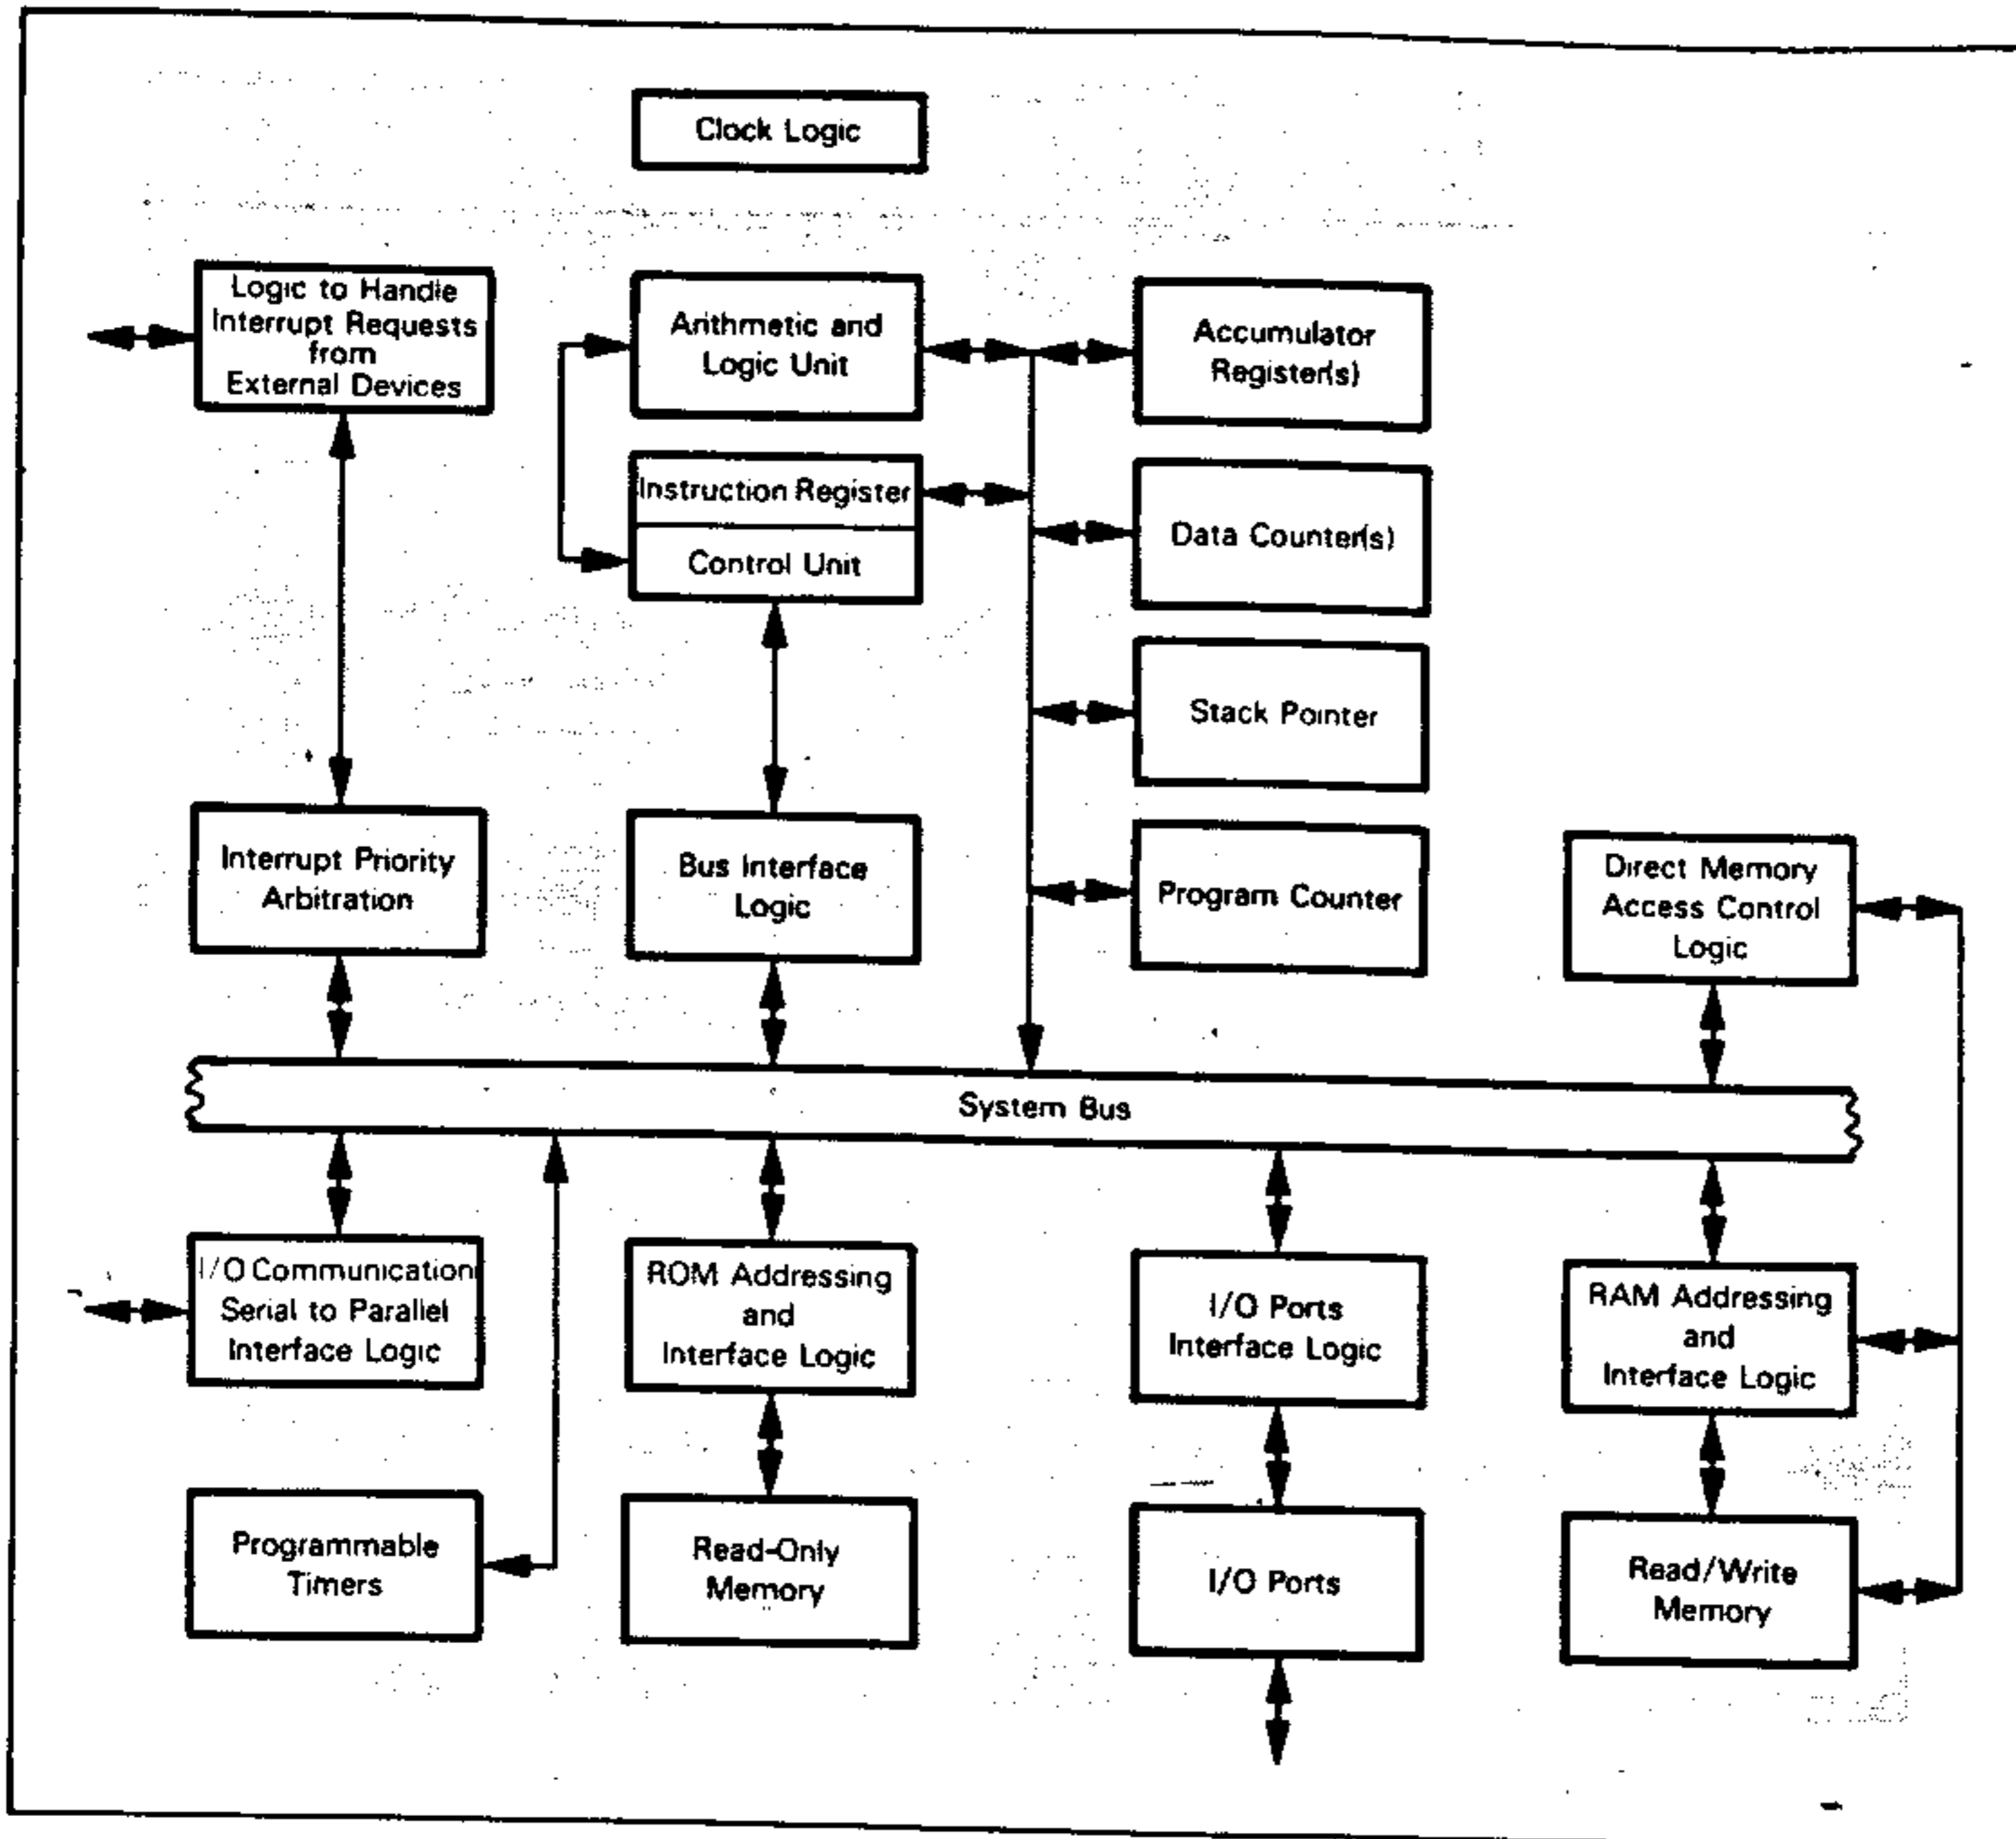 Clock Logic
Logic to Handle
Interrupt Requests
from
External Devices
Arithmetic and
Logic Unit
Accumulator
Register(s)
Instruction Register
Control Unit
Data Counter(s)
Stack Pointer
Interrupt Priority
Arbitration
Bus Interface
Logic
Program Counter
Direct Memory
Access Control
Logic
System Bus
I/O Communication
Serial to Parallel
Interface Logic
ROM Addressing
and
Interface Logic
I/O Ports
Interface Logic
RAM Addressing
and
Interface Logic
Programmable
Timers
Read-Only
Memory
I/O Ports
Read/Write
Memory